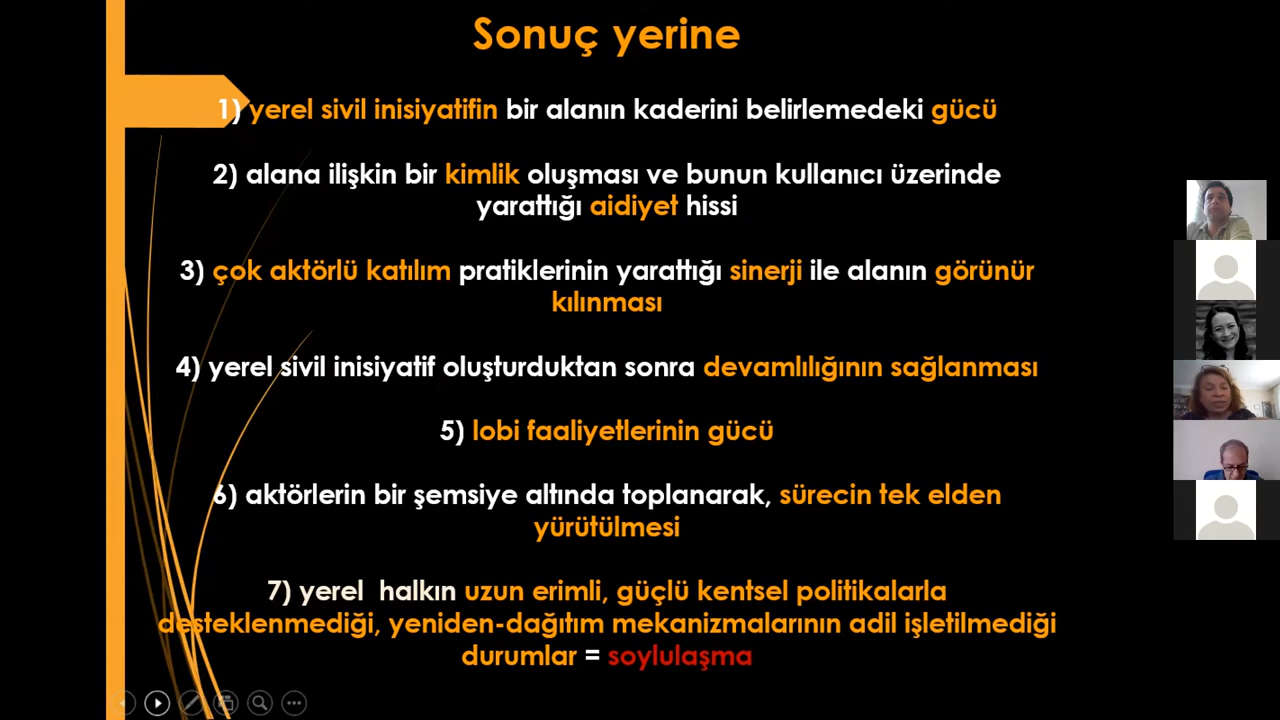 Sonuç yerine
1) yerel sivil inisiyatifin bir alanın kaderini belirlemedeki gücü
2) alana ilişkin bir kimlik oluşması ve bunun kullanıcı üzerinde
yarattığı aidiyet hissi
3) çok aktörlü katılım pratiklerinin yarattığı sinerji ile alanın görünür
kılınması
4) yerel sivil inisiyatif oluşturduktan sonra devamlılığının sağlanması
5) lobi faaliyetlerinin gücü
6) aktörlerin bir şemsiye altında toplanarak, sürecin tek elden
yürütülmesi
7) yerel halkın uzun erimli, güçlü kentsel politikalarla
desteklenmediği, yeniden-dağıtım mekanizmalarının adil işletilmediği
durumlar = soylulaşma